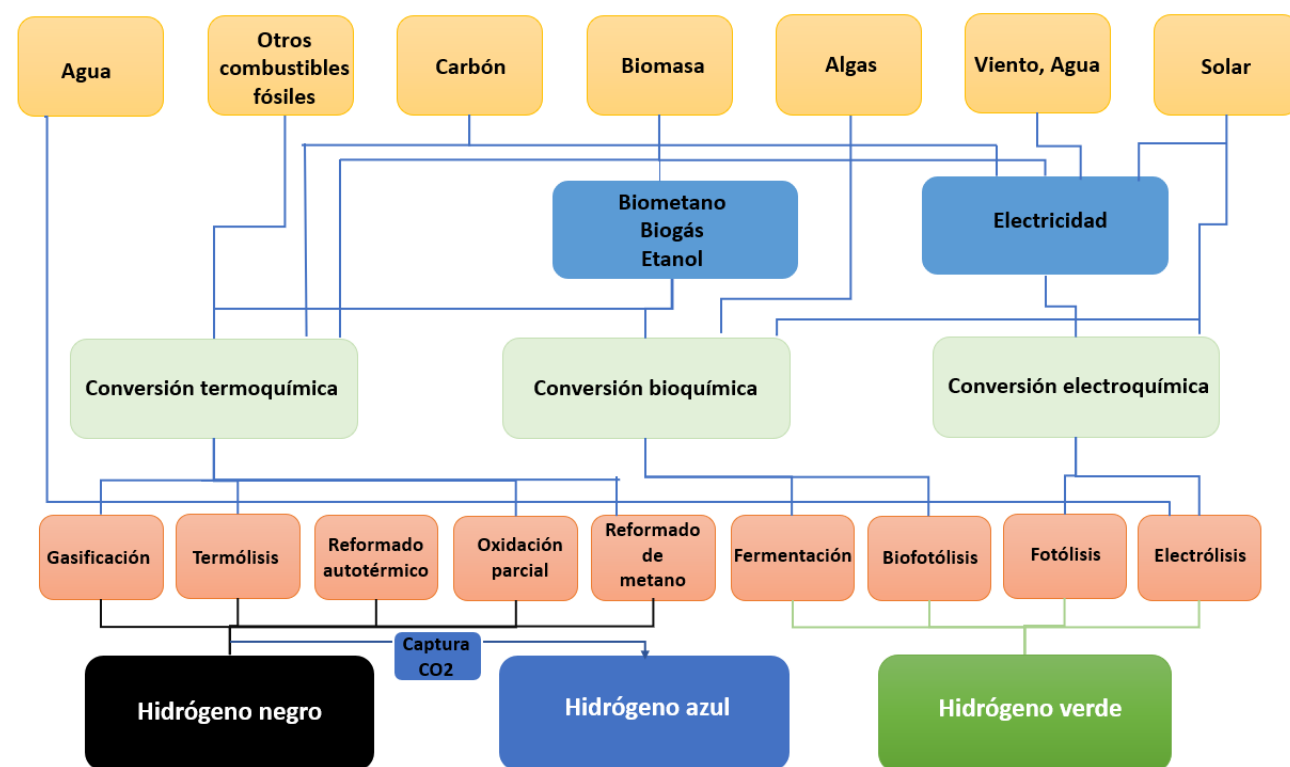 Agua
Otros
combustibles
fósiles
Carbón
Biomasa
Algas
Viento, Agua
Solar
Biometano
Biogás
Etanol
Electricidad
Conversión termoquímica
Conversión bioquímica
Conversión electroquímica
Gasificación
Termólisis
Reformado
autotérmico
Oxidación
parcial
Reformado
de
metano
Fermentación
Biofotólisis
Fotólisis
Electrólisis
Captura
CO2
Hidrógeno negro
Hidrógeno azul
Hidrógeno verde